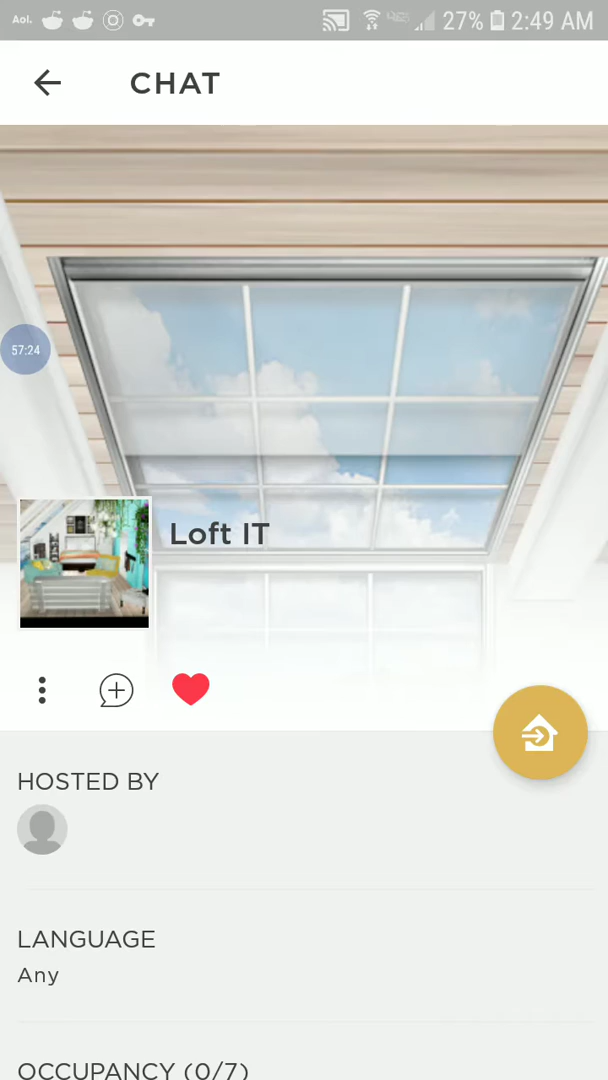 Aol.
27% 2:49 AM
CHAT
57:24
Loft IT
HOSTED BY
LANGUAGE
Any
OCCUPANCY (0/7)